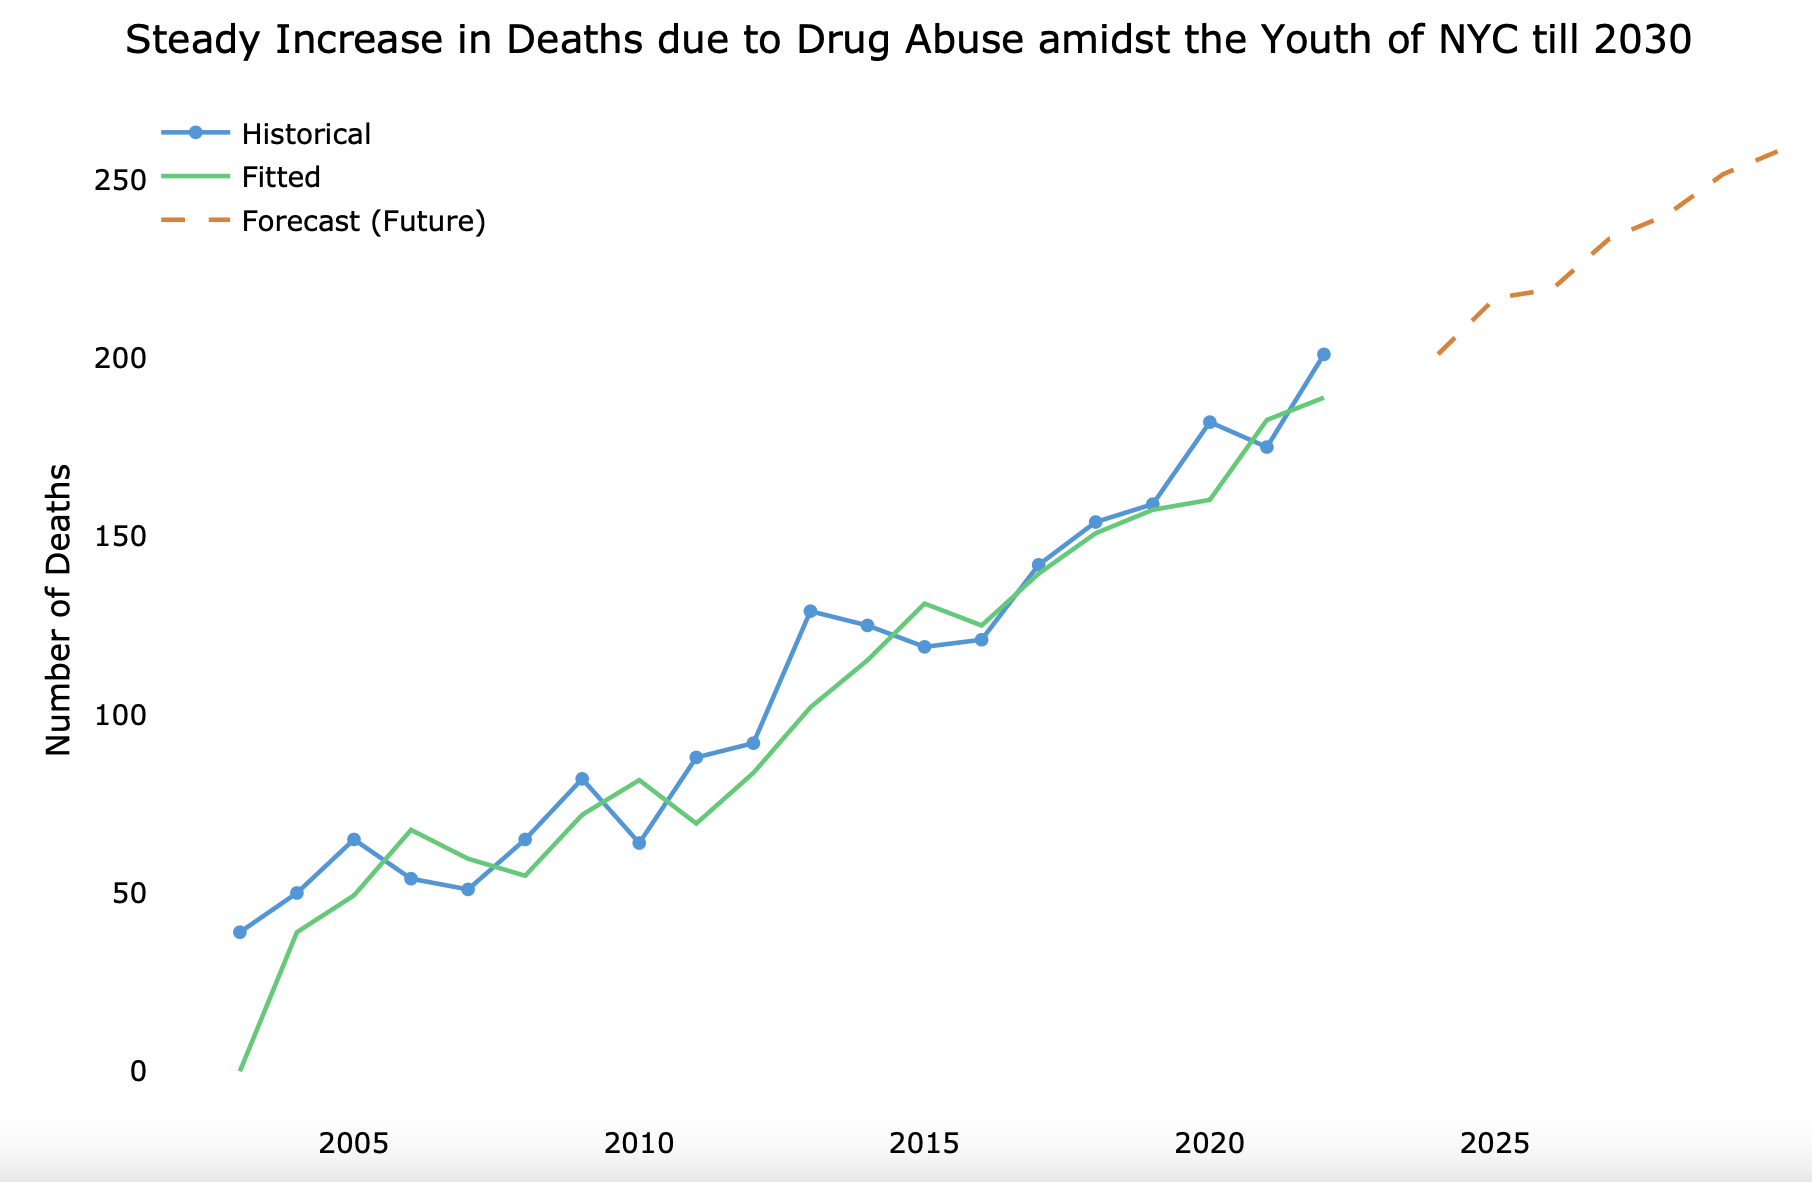 Steady Increase in Deaths due to Drug Abuse amidst the Youth of NYC till 2030
Historical
Fitted
Forecast (Future)
250
200
150
100
50
0
Number of Deaths
2005
2010
2015
2020
2025